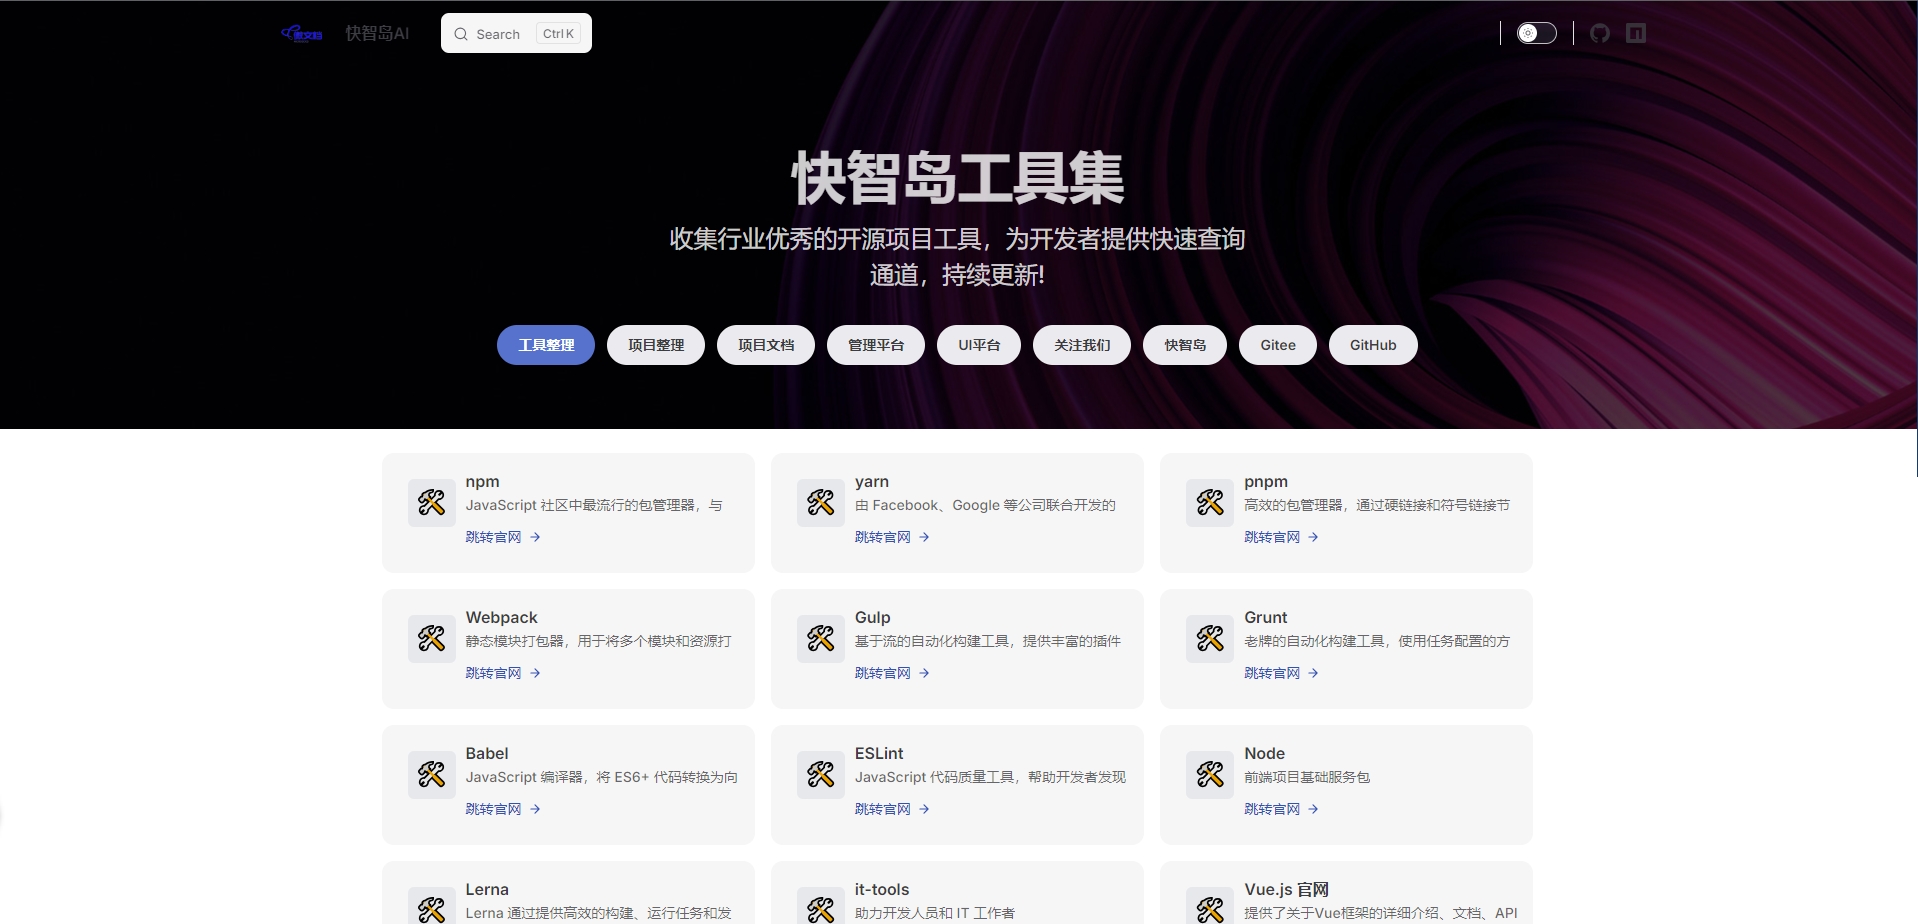 快智岛AI
Search
Ctrl K
快智岛工具集
收集行业优秀的开源项目工具，为开发者提供快速查询
通道，持续更新!
工具整理
项目整理
项目文档
管理平台
UI平台
关注我们
快智岛
Gitee
GitHub
npm
JavaScript 社区中最流行的包管理器，与
跳转官网 →
yarn
由 Facebook、Google 等公司联合开发的
跳转官网 →
pnpm
高效的包管理器，通过硬链接和符号链接节
跳转官网 →
Webpack
静态模块打包器，用于将多个模块和资源打
跳转官网 →
Gulp
基于流的自动化构建工具，提供丰富的插件
跳转官网 →
Grunt
老牌的自动化构建工具，使用任务配置的方
跳转官网 →
Babel
JavaScript 编译器，将 ES6+ 代码转换为向
跳转官网 →
ESLint
JavaScript 代码质量工具，帮助开发者发现
跳转官网 →
Node
前端项目基础服务包
跳转官网 →
Lerna
Lerna 通过提供高效的构建、运行任务和发
it-tools
助力开发人员和 IT 工作者
Vue.js 官网
提供了关于Vue框架的详细介绍、文档、API